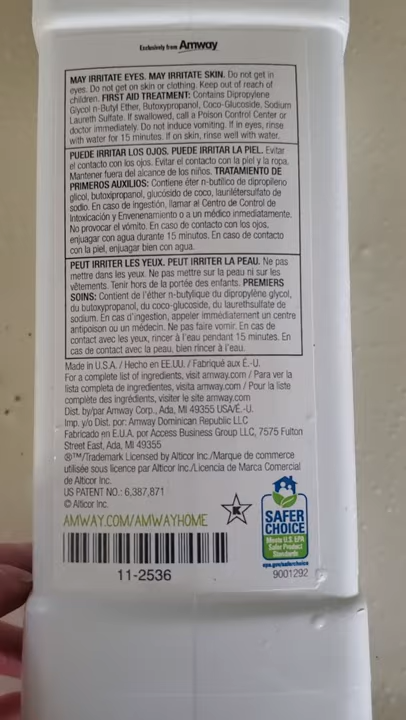 Exclusively from Amway
MAY IRRITATE EYES. MAY IRRITATE SKIN. Do not get in
eyes. Do not get on skin or clothing. Keep out of reach of
children. FIRST AID TREATMENT: Contains Dipropylene
Glycol n-Butyl Ether, Butoxypropanol, Coco-Glucoside, Sodium
Laureth Sulfate. If swallowed, call a Poison Control Center or
doctor immediately. Do not induce vomiting. If in eyes, rinse
with water for 15 minutes. If on skin, rinse well with water.
PUEDE IRRITAR LOS OJOS. PUEDE IRRITAR LA PIEL. Evitar
el contacto con los ojos. Evitar el contacto con la piel y la ropa.
Mantener fuera del alcance de los niños. TRATAMIENTO DE
PRIMEROS AUXILIOS: Contiene éter n-butílico de dipropileno
glicol, butoxipropanol, glucósido de coco, laurilétersulfato de
sodio. En caso de ingestión, llamar al Centro de Control de
Intoxicación y Envenenamiento o a un médico inmediatamente.
No provocar el vómito. En caso de contacto con los ojos,
enjuagar con agua durante 15 minutos. En caso de contacto
con la piel, enjuagar bien con agua.
PEUT IRRITER LES YEUX. PEUT IRRITER LA PEAU. Ne pas
mettre dans les yeux. Ne pas mettre sur la peau ni sur les
vêtements. Tenir hors de la portée des enfants. PREMIERS
SOINS: Contient de l'éther n-butylique du dipropylène glycol,
du butoxypropanol, du coco-glucoside, du laurethsulfate de
sodium. En cas d'ingestion, appeler immédiatement un centre
antipoison ou un médecin. Ne pas faire vomir. En cas de
contact avec les yeux, rincer à l'eau pendant 15 minutes. En
cas de contact avec la peau, bien rincer à l'eau.
Made in U.S.A. / Hecho en EE.UU. / Fabriqué aux É.-U.
For a complete list of ingredients, visit amway.com / Para ver la
lista completa de ingredientes, visita amway.com / Pour la liste
complète des ingrédients, visiter le site amway.com
Dist. by/par Amway Corp., Ada, MI 49355 USA/É.-U.
Imp. y/o Dist. por: Amway Dominican Republic LLC
Fabricado en E.U.A. por Access Business Group LLC, 7575 Fulton
Street East, Ada, MI 49355
®™/Trademark Licensed by Alticor Inc./Marque de commerce
utilisée sous licence par Alticor Inc./Licencia de Marca Comercial
de Alticor Inc.
US PATENT NO.: 6,387,871
© Alticor Inc.
AMWAY.COM/AMWAYHOME
K
SAFER
CHOICE
Meets U.S. EPA
Safer Product
Standards
epa.gov/saferchoice
11-2536
9001292